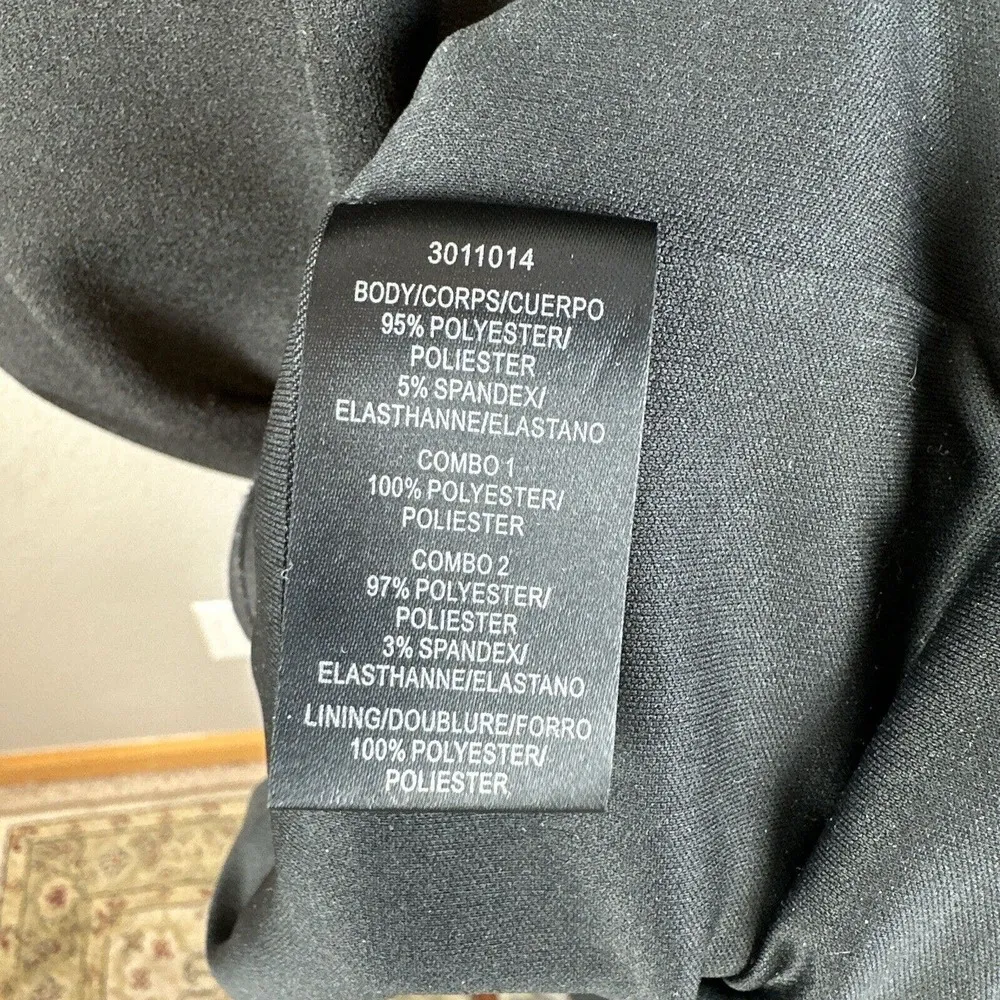 3011014
BODY/CORPS/CUERPO
95% POLYESTER/
POLIESTER
5% SPANDEX/
ELASTHANNE/ELASTANO
COMBO 1
100% POLYESTER/
POLIESTER
COMBO 2
97% POLYESTER/
POLIESTER
3% SPANDEX/
ELASTHANNE/ELASTANO
LINING/DOUBLURE/FORRO
100% POLYESTER/
POLIESTER